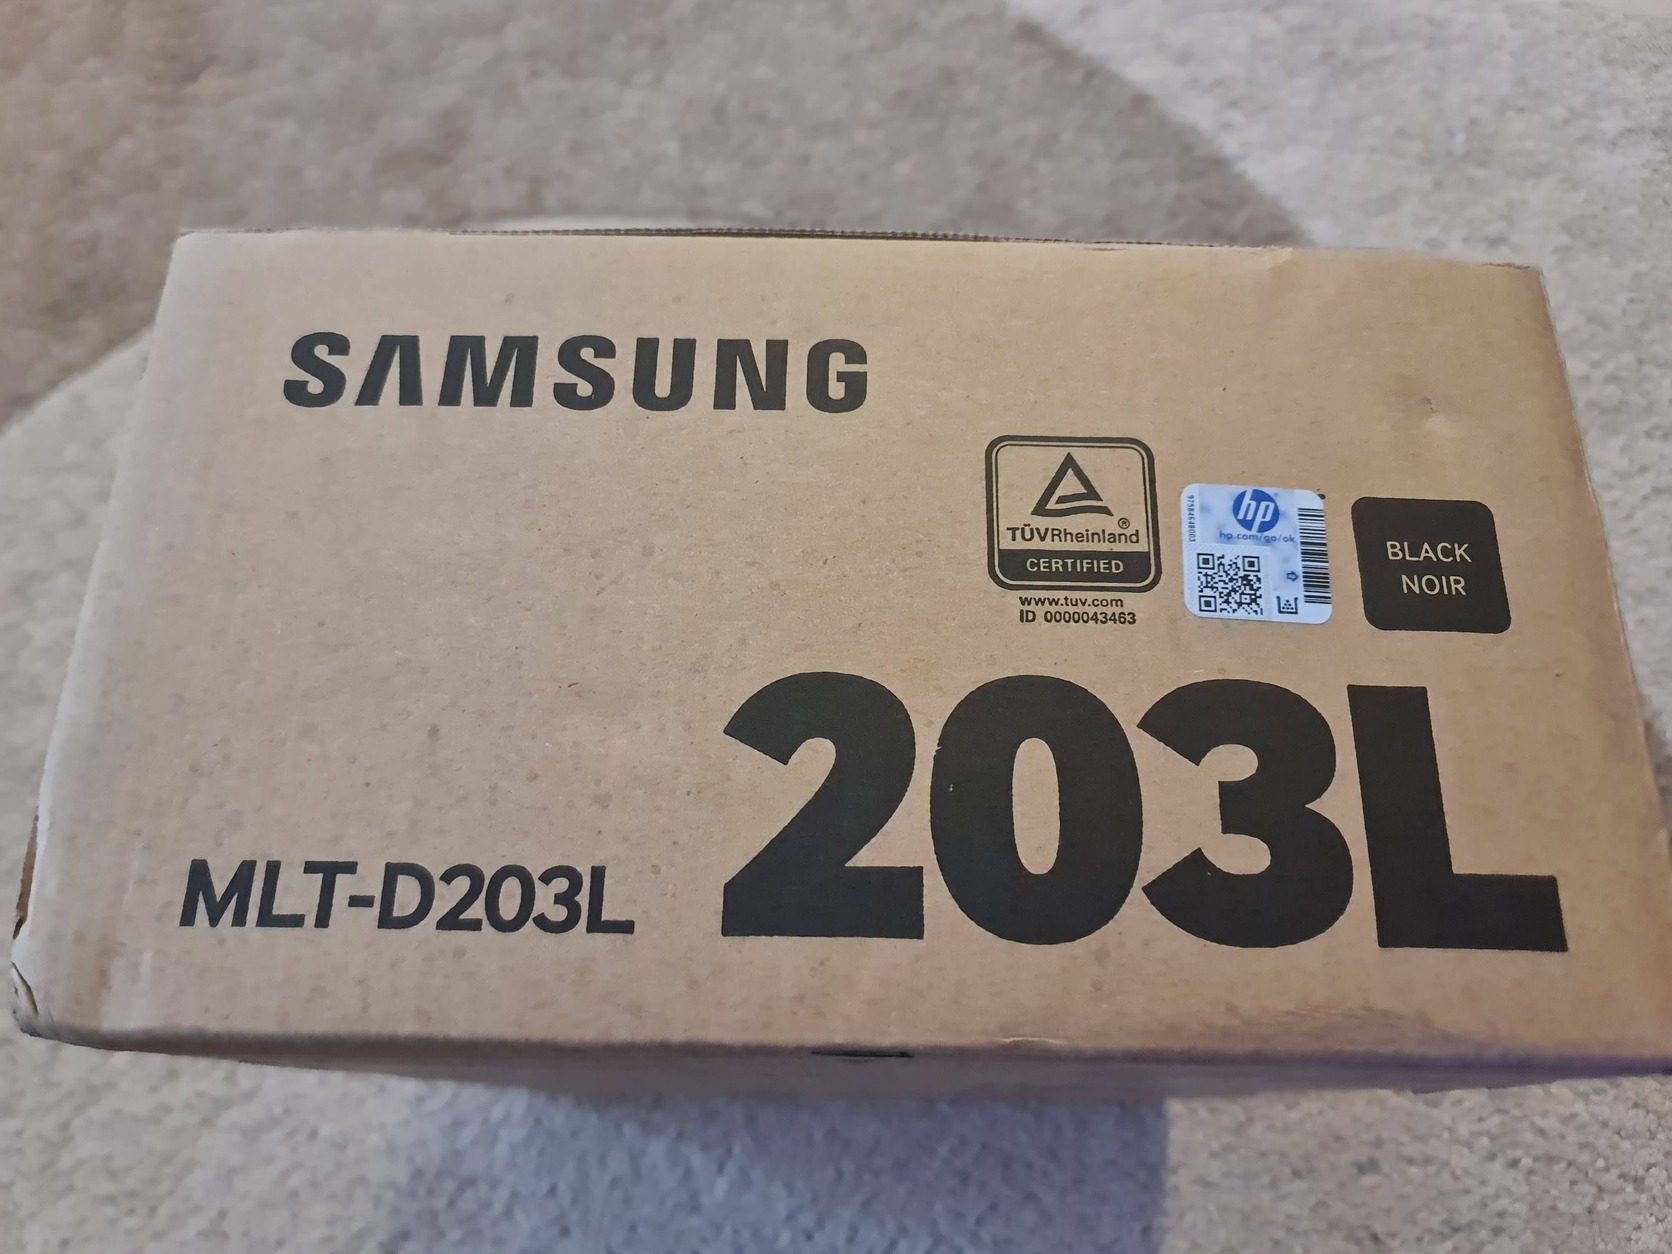 SAMSUNG
TÜVRheinland®
CERTIFIED
www.tuv.com
ID 0000043463
hp
hp.com/go/ok
BLACK
NOIR
MLT-D203L
203L